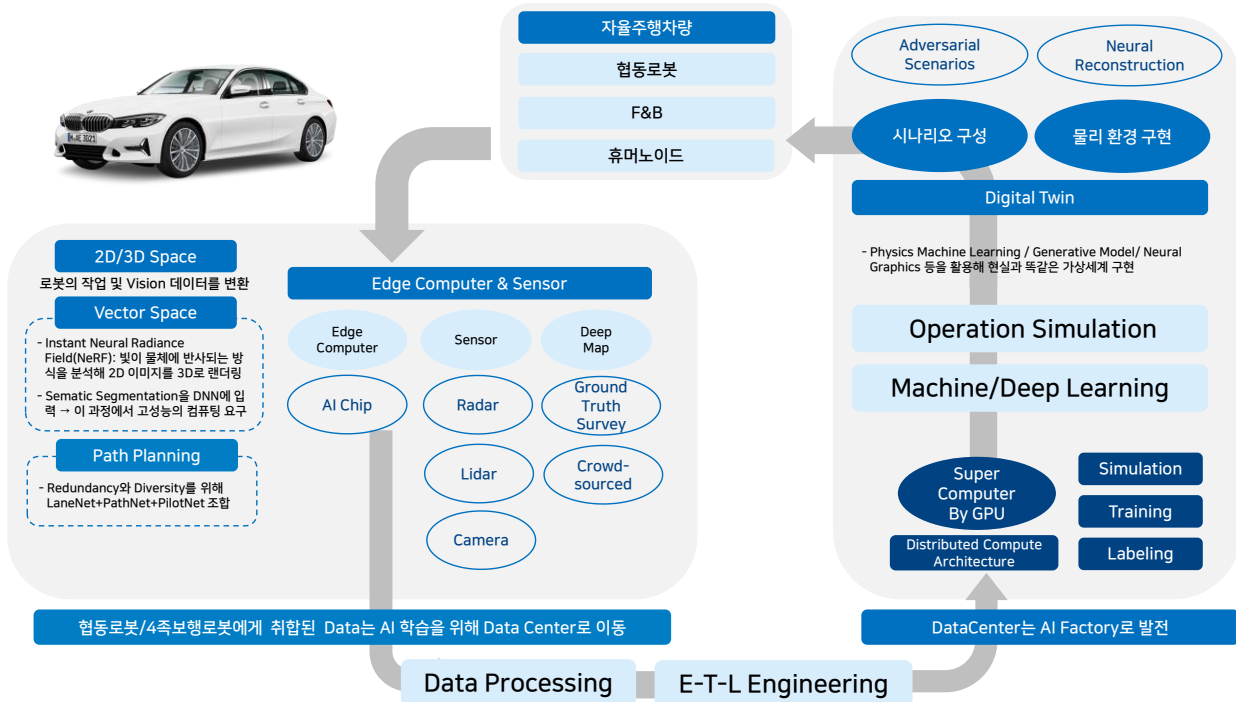 자율주행차량
협동로봇
F&B
휴머노이드
Adversarial
Scenarios
Neural
Reconstruction
시나리오 구성
물리 환경 구현
Digital Twin
- Physics Machine Learning / Generative Model/ Neural
Graphics 등을 활용해 현실과 똑같은 가상세계 구현
Operation Simulation
Machine/Deep Learning
Super
Computer
By GPU
Distributed Compute
Architecture
Simulation
Training
Labeling
DataCenter는 AI Factory로 발전
2D/3D Space
로봇의 작업 및 Vision 데이터를 변환
Vector Space
- Instant Neural Radiance
Field(NeRF): 빛이 물체에 반사되는 방
식을 분석해 2D 이미지를 3D로 랜더링
- Sematic Segmentation을 DNN에 입
력 → 이 과정에서 고성능의 컴퓨팅 요구
Path Planning
- Redundancy와 Diversity를 위해
LaneNet+PathNet+PilotNet 조합
Edge Computer & Sensor
Edge
Computer
Sensor
Deep
Map
AI Chip
Radar
Ground
Truth
Survey
Lidar
Crowd-
sourced
Camera
협동로봇/4족보행로봇에게 취합된 Data는 AI 학습을 위해 Data Center로 이동
Data Processing
E-T-L Engineering